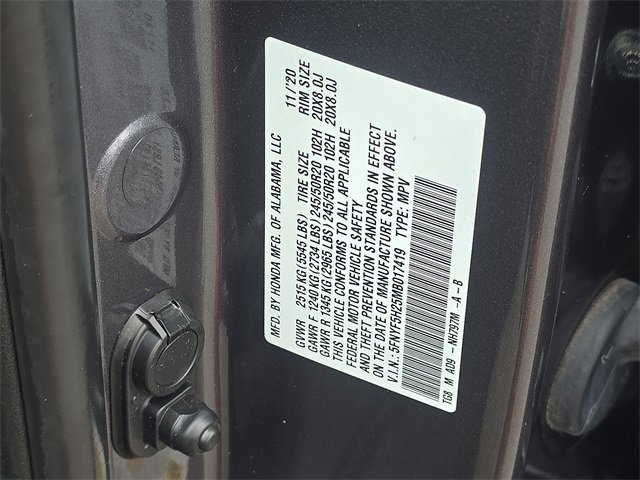 MFD. BY HONDA MFG. OF ALABAMA, LLC 11/20
GVWR 2515 KG (5545 LBS) TIRE SIZE RIM SIZE
GAWR F 1240 KG (2734 LBS) 245/50R20 102H 20X8.0J
GAWR R 1345 KG (2965 LBS) 245/50R20 102H 20X8.0J
THIS VEHICLE CONFORMS TO ALL APPLICABLE
FEDERAL MOTOR VEHICLE SAFETY
AND THEFT PREVENTION STANDARDS IN EFFECT
ON THE DATE OF MANUFACTURE SHOWN ABOVE.
V.I.N.: 5FNYF5H25MB017419 TYPE: MPV
TG8 M AD9 - NH797M -A -B